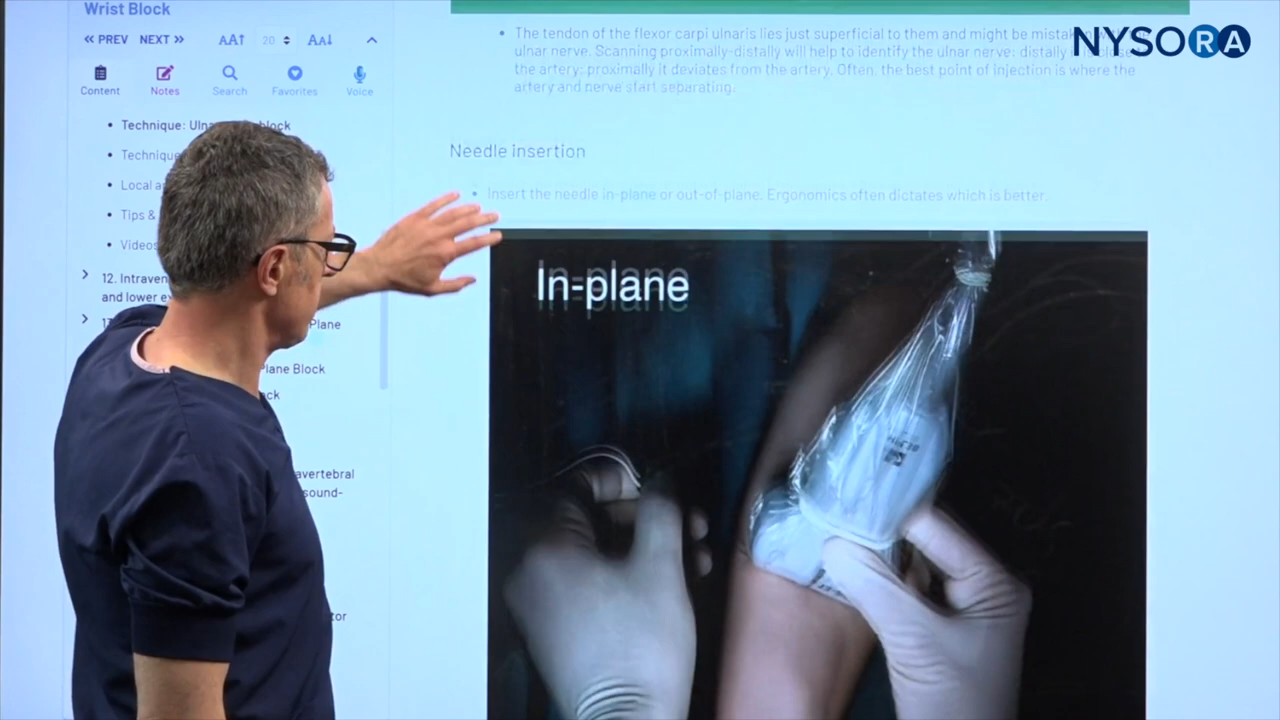 Wrist Block
NYSORA
<< PREV NEXT >> AA↑ 20 AA↓
Content Notes Search Favorites Voice
• Technique: Ulna block
• Technique
• Local a
• Tips &
• Videos
12. Intraven
and lower e
Plane
lane Block
ck
avertebral
sound-
tor
• The tendon of the flexor carpi ulnaris lies just superficial to them and might be
ulnar nerve. Scanning proximally-distally will help to identify the ulnar nerve: distally
the artery; proximally it deviates from the artery. Often, the best point of injection is where the
artery and nerve start separating.
Needle insertion
• Insert the needle in-plane or out-of-plane. Ergonomics often dictates which is better.
In-plane